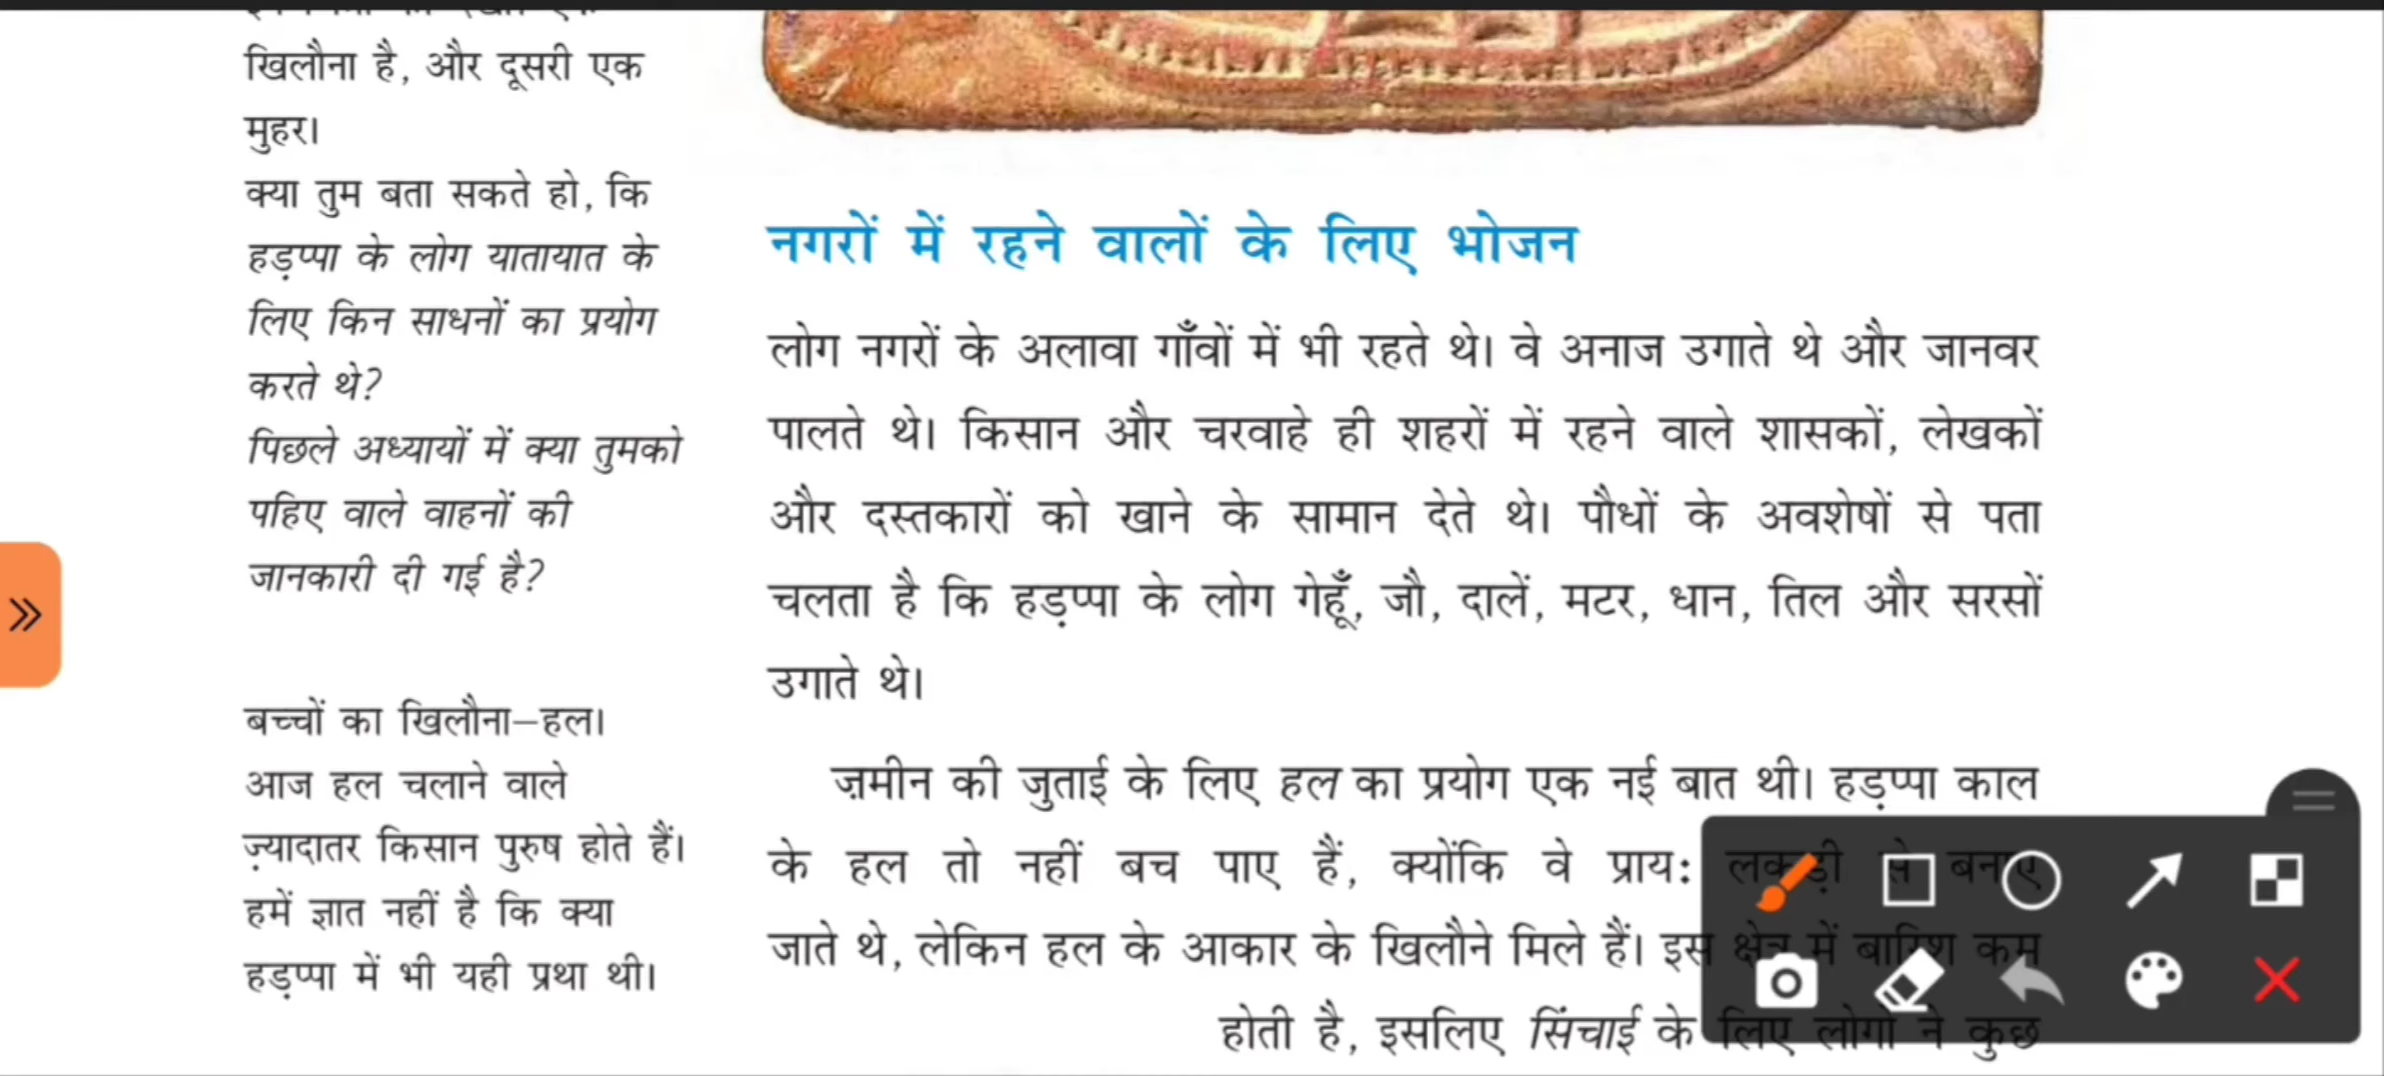 खिलौना है, और दूसरी एक
मुहर।
क्या तुम बता सकते हो, कि
हड़प्पा के लोग यातायात के
लिए किन साधनों का प्रयोग
करते थे?
पिछले अध्यायों में क्या तुमको
पहिए वाले वाहनों की
जानकारी दी गई है?
बच्चों का खिलौना–हल।
आज हल चलाने वाले
ज़्यादातर किसान पुरुष होते हैं।
हमें ज्ञात नहीं है कि क्या
हड़प्पा में भी यही प्रथा थी।
नगरों में रहने वालों के लिए भोजन
लोग नगरों के अलावा गाँवों में भी रहते थे। वे अनाज उगाते थे और जानवर
पालते थे। किसान और चरवाहे ही शहरों में रहने वाले शासकों, लेखकों
और दस्तकारों को खाने के सामान देते थे। पौधों के अवशेषों से पता
चलता है कि हड़प्पा के लोग गेहूँ, जौ, दालें, मटर, धान, तिल और सरसों
उगाते थे।
ज़मीन की जुताई के लिए हल का प्रयोग एक नई बात थी। हड़प्पा काल
के हल तो नहीं बच पाए हैं, क्योंकि वे प्राय: लकड़ी से बनाए
जाते थे, लेकिन हल के आकार के खिलौने मिले हैं। इस क्षेत्र में बारिश कम
होती है, इसलिए सिंचाई के लिए लोगों ने कुछ